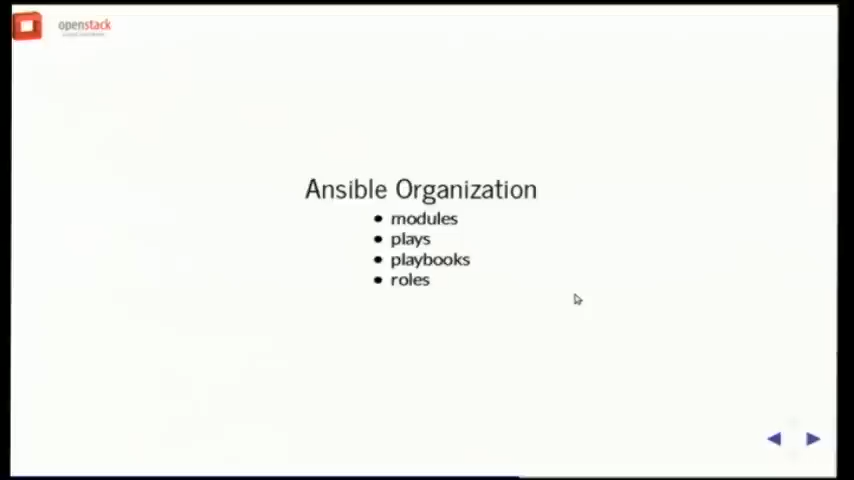 openstack
Ansible Organization
modules
plays
playbooks
roles